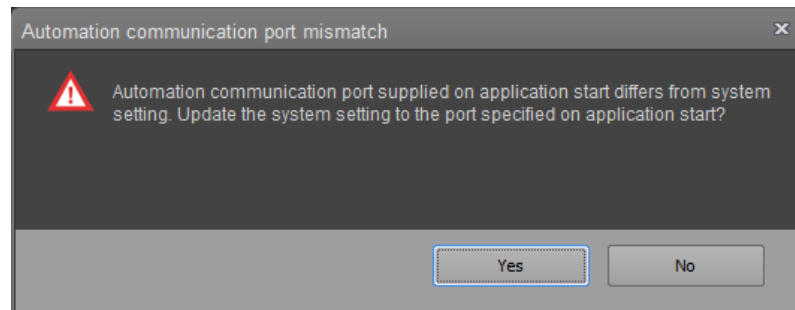 Automation communication port mismatch
Automation communication port supplied on application start differs from system
setting. Update the system setting to the port specified on application start?
Yes
No